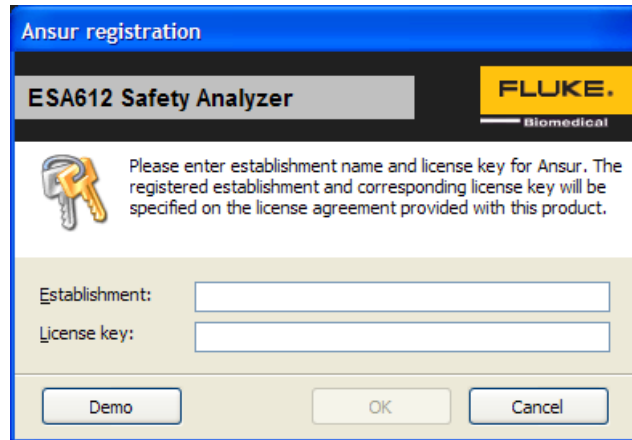 Ansur registration
ESA612 Safety Analyzer
FLUKE.
Biomedical
Please enter establishment name and license key for Ansur. The
registered establishment and corresponding license key will be
specified on the license agreement provided with this product.
Establishment:
License key:
Demo
OK
Cancel